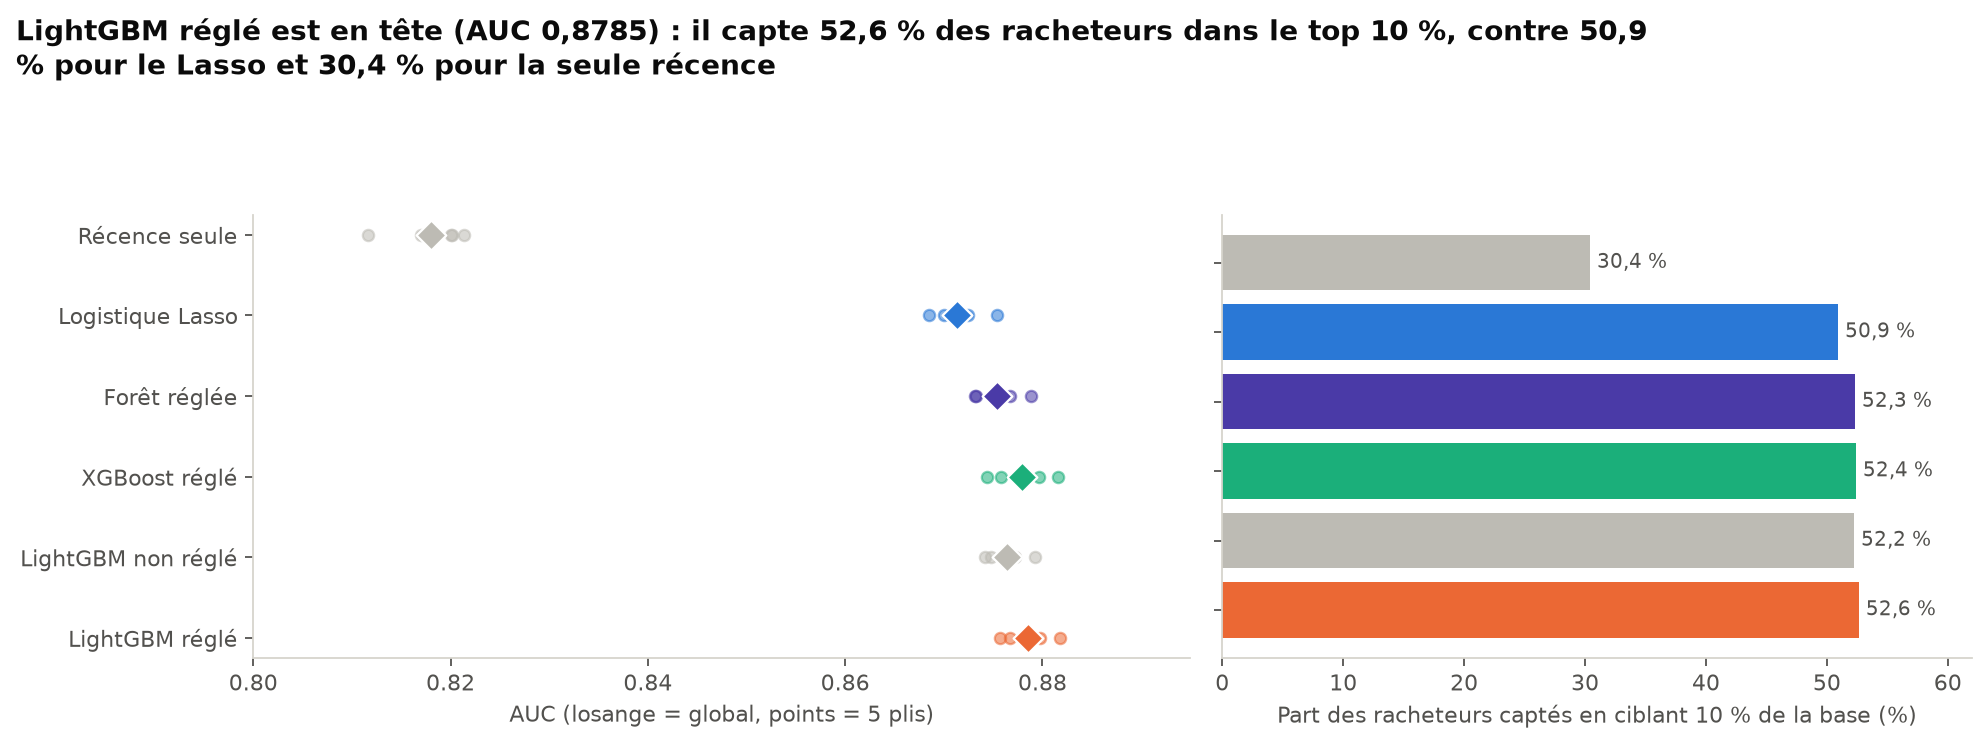 LightGBM réglé est en tête (AUC 0,8785) : il capte 52,6 % des racheteurs dans le top 10 %, contre 50,9
% pour le Lasso et 30,4 % pour la seule récence
Récence seule
Logistique Lasso
Forêt réglée
XGBoost réglé
LightGBM non réglé
LightGBM réglé
0.80 0.82 0.84 0.86 0.88
AUC (losange = global, points = 5 plis)
30,4 %
50,9 %
52,3 %
52,4 %
52,2 %
52,6 %
0 10 20 30 40 50 60
Part des racheteurs captés en ciblant 10 % de la base (%)